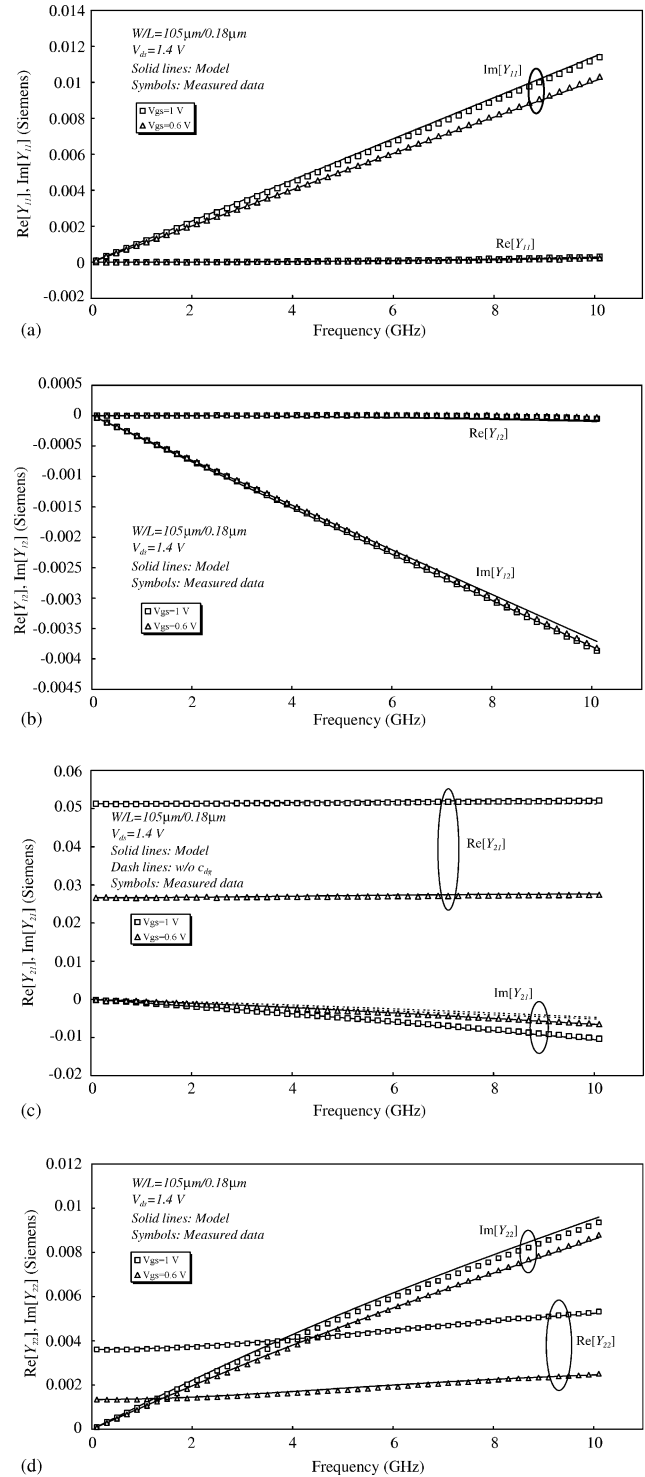 0.014
0.012
0.01
0.008
0.006
0.004
0.002
0
-0.002
Re[Y11], Im[Y11] (Siemens)
W/L=105μm/0.18μm
Vds=1.4 V
Solid lines: Model
Symbols: Measured data
Vgs=1 V
Vgs=0.6 V
Im[Y11]
Re[Y11]
0 2 4 6 8 10
Frequency (GHz)
(a)
0.0005
0
-0.0005
-0.001
-0.0015
-0.002
-0.0025
-0.003
-0.0035
-0.004
-0.0045
Re[Y12], Im[Y12] (Siemens)
Re[Y12]
W/L=105μm/0.18μm
Vds=1.4 V
Solid lines: Model
Symbols: Measured data
Im[Y12]
Vgs=1 V
Vgs=0.6 V
0 2 4 6 8 10
Frequency (GHz)
(b)
0.06
0.05
0.04
0.03
0.02
0.01
0
-0.01
-0.02
Re[Y21], Im[Y21] (Siemens)
W/L=105μm/0.18μm
Vds=1.4 V
Solid lines: Model
Dash lines: w/o cdg
Symbols: Measured data
Re[Y21]
Vgs=1 V
Vgs=0.6 V
Im[Y21]
0 2 4 6 8 10
Frequency (GHz)
(c)
0.012
0.01
0.008
0.006
0.004
0.002
0
Re[Y22], Im[Y22] (Siemens)
W/L=105μm/0.18μm
Vds=1.4 V
Solid lines: Model
Symbols: Measured data
Vgs=1 V
Vgs=0.6 V
Im[Y22]
Re[Y22]
0 2 4 6 8 10
Frequency (GHz)
(d)